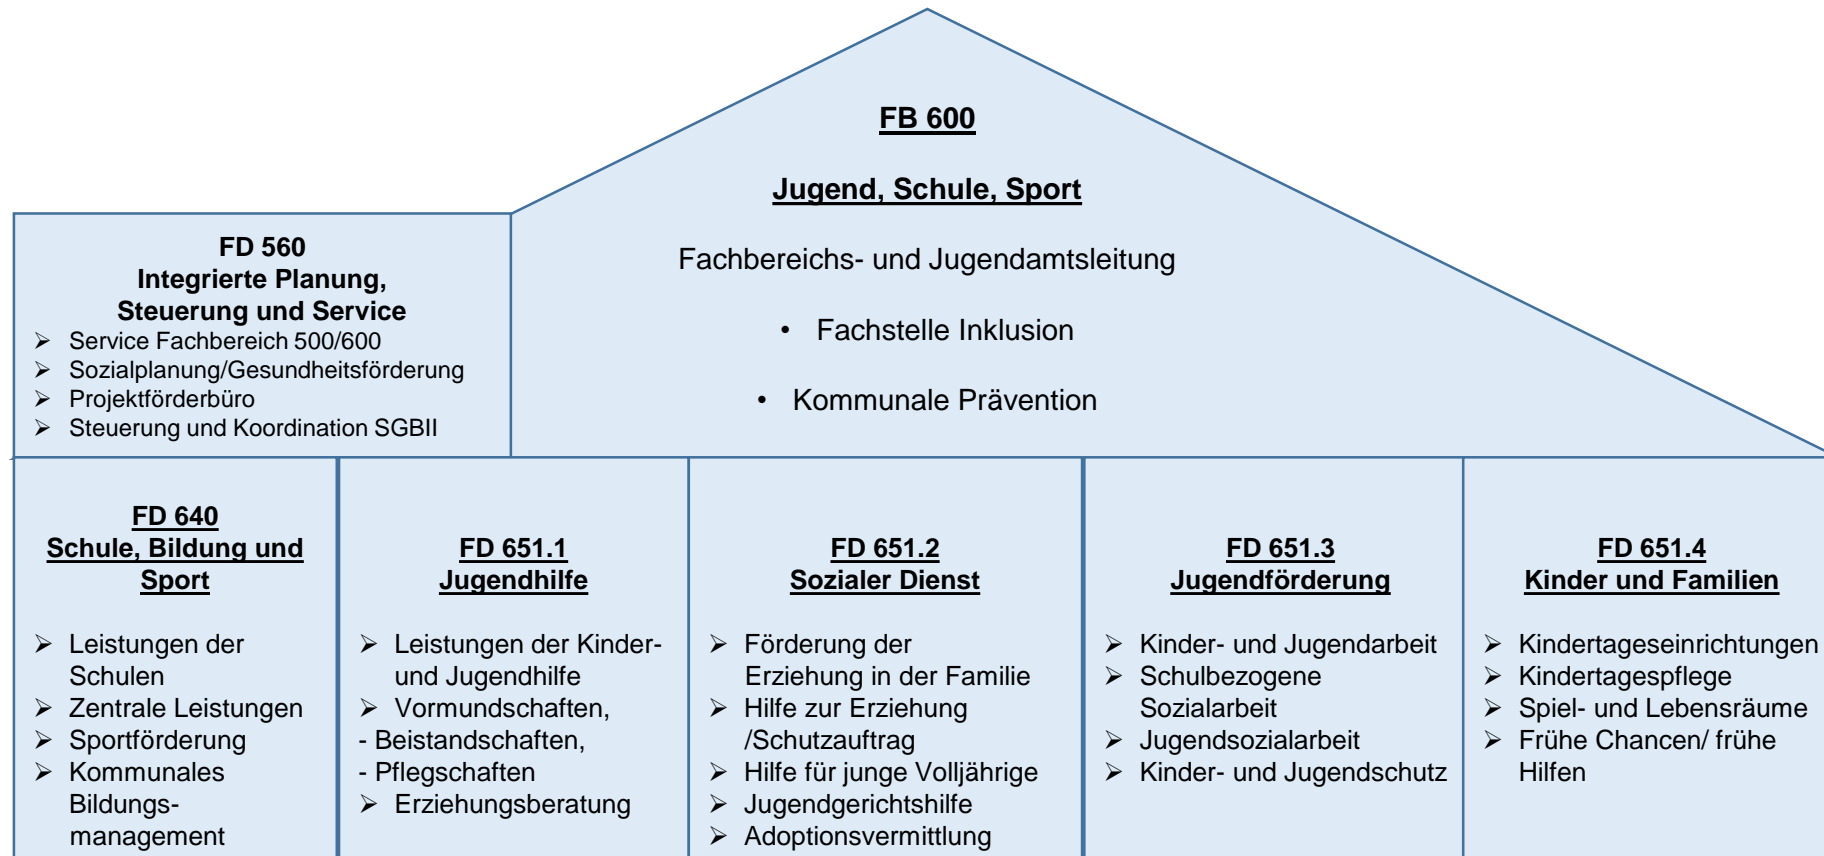 FB 600
Jugend, Schule, Sport
Fachbereichs- und Jugendamtsleitung
• Fachstelle Inklusion
• Kommunale Prävention
FD 560
Integrierte Planung,
Steuerung und Service
➢ Service Fachbereich 500/600
➢ Sozialplanung/Gesundheitsförderung
➢ Projektförderbüro
➢ Steuerung und Koordination SGBII
FD 640
Schule, Bildung und
Sport
➢ Leistungen der
Schulen
➢ Zentrale Leistungen
➢ Sportförderung
➢ Kommunales
Bildungs-
management
FD 651.1
Jugendhilfe
➢ Leistungen der Kinder-
und Jugendhilfe
➢ Vormundschaften,
- Beistandschaften,
- Pflegschaften
➢ Erziehungsberatung
FD 651.2
Sozialer Dienst
➢ Förderung der
Erziehung in der Familie
➢ Hilfe zur Erziehung
/Schutzauftrag
➢ Hilfe für junge Volljährige
➢ Jugendgerichtshilfe
➢ Adoptionsvermittlung
FD 651.3
Jugendförderung
➢ Kinder- und Jugendarbeit
➢ Schulbezogene
Sozialarbeit
➢ Jugendsozialarbeit
➢ Kinder- und Jugendschutz
FD 651.4
Kinder und Familien
➢ Kindertageseinrichtungen
➢ Kindertagespflege
➢ Spiel- und Lebensräume
➢ Frühe Chancen/ frühe
Hilfen